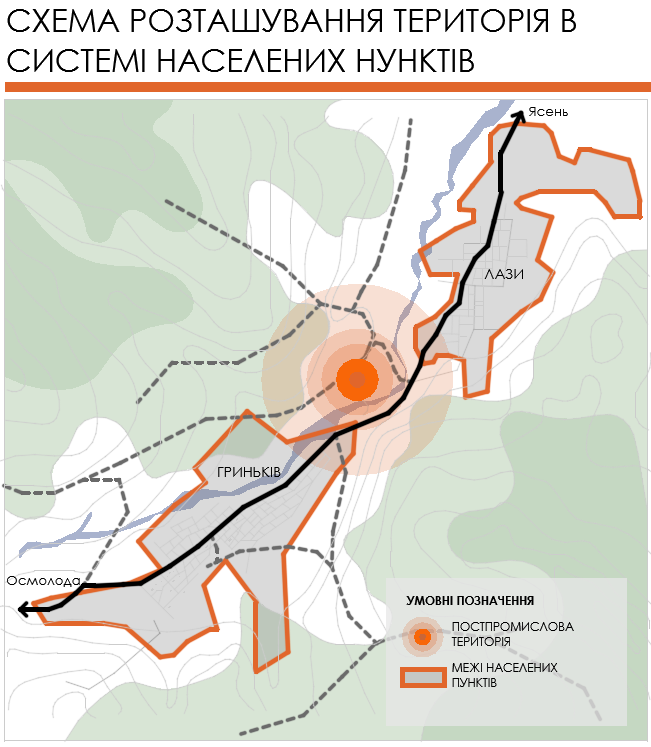 СХЕМА РОЗТАШУВАННЯ ТЕРИТОРІЯ В
СИСТЕМІ НАСЕЛЕНИХ НУНКТІВ
Ясень
ЛАЗИ
ГРИНЬКІВ
Осмолода
УМОВНІ ПОЗНАЧЕННЯ
ПОСТПРОМИСЛОВА
ТЕРИТОРІЯ
МЕЖІ НАСЕЛЕНИХ
ПУНКТІВ